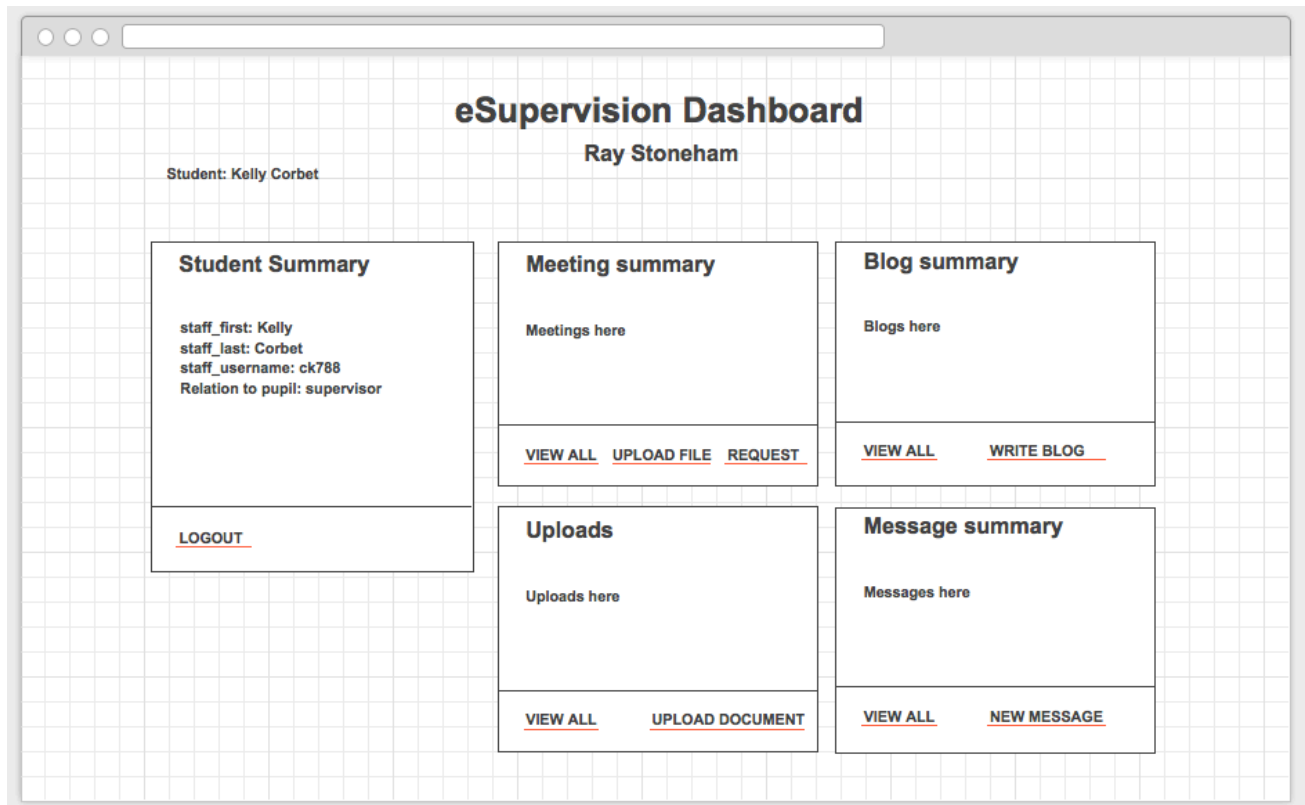 eSupervision Dashboard
Ray Stoneham
Student: Kelly Corbet
Student Summary
staff_first: Kelly
staff_last: Corbet
staff_username: ck788
Relation to pupil: supervisor
LOGOUT
Meeting summary
Meetings here
VIEW ALL UPLOAD FILE REQUEST
Blog summary
Blogs here
VIEW ALL WRITE BLOG
Uploads
Uploads here
VIEW ALL UPLOAD DOCUMENT
Message summary
Messages here
VIEW ALL NEW MESSAGE